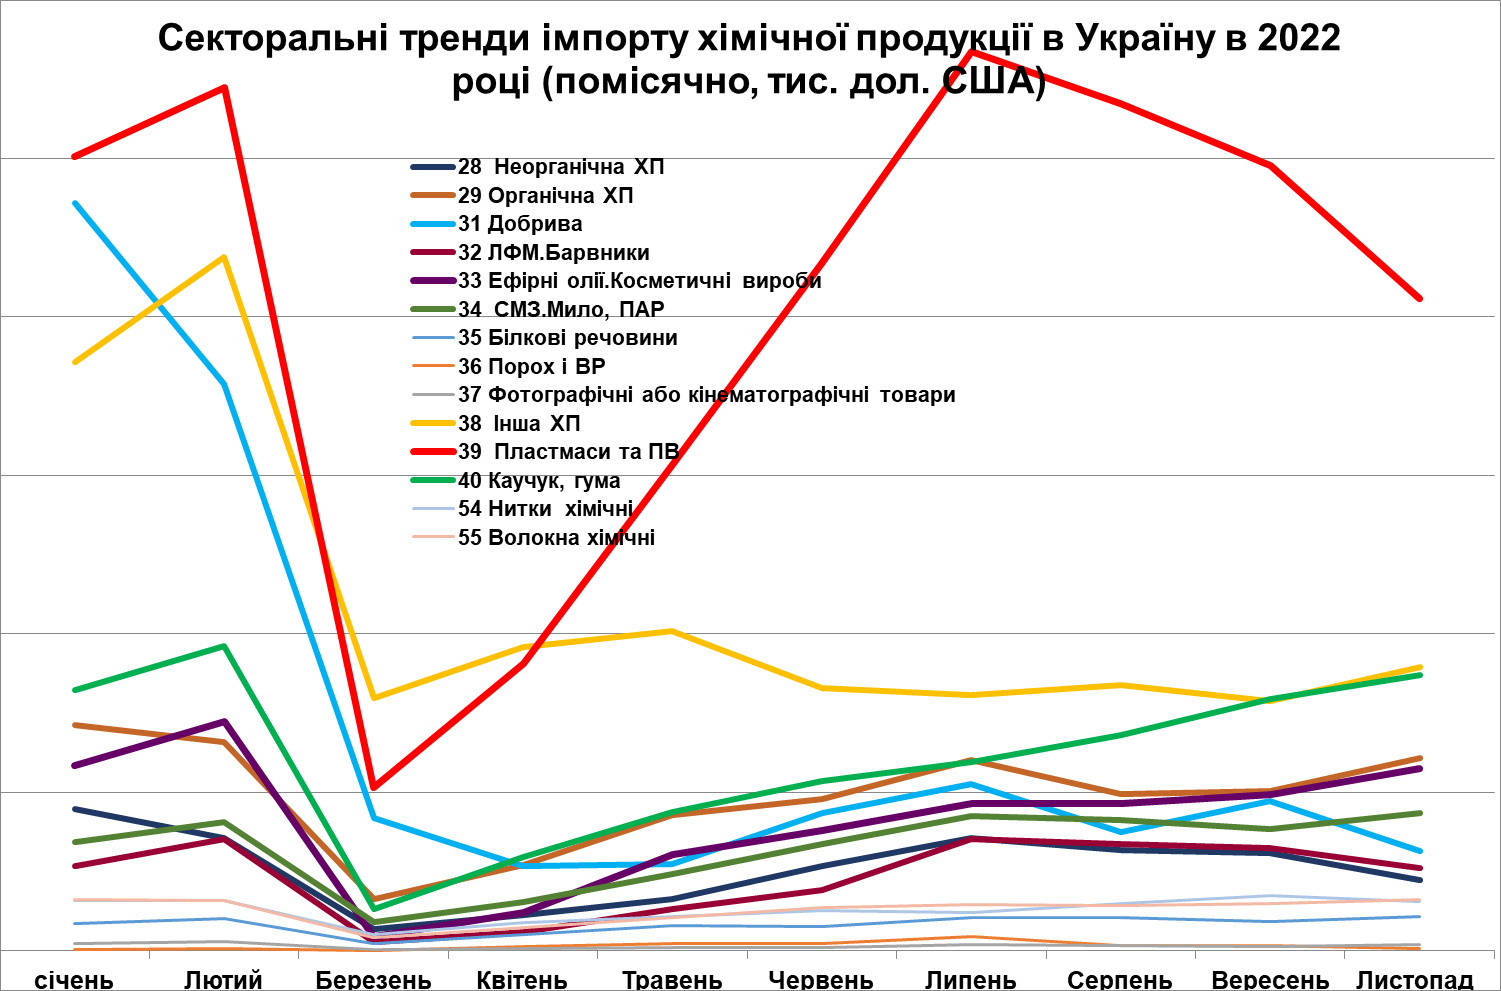 Секторальні тренди імпорту хімічної продукції в Україну в 2022
році (помісячно, тис. дол. США)
28 Неорганічна ХП
29 Органічна ХП
31 Добрива
32 ЛФМ.Барвники
33 Ефірні олії.Косметичні вироби
34 СМЗ.Мило, ПАР
35 Білкові речовини
36 Порох і ВР
37 Фотографічні або кінематографічні товари
38 Інша ХП
39 Пластмаси та ПВ
40 Каучук, гума
54 Нитки хімічні
55 Волокна хімічні
січень Лютий Березень Квітень Травень Червень Липень Серпень Вересень Листопад